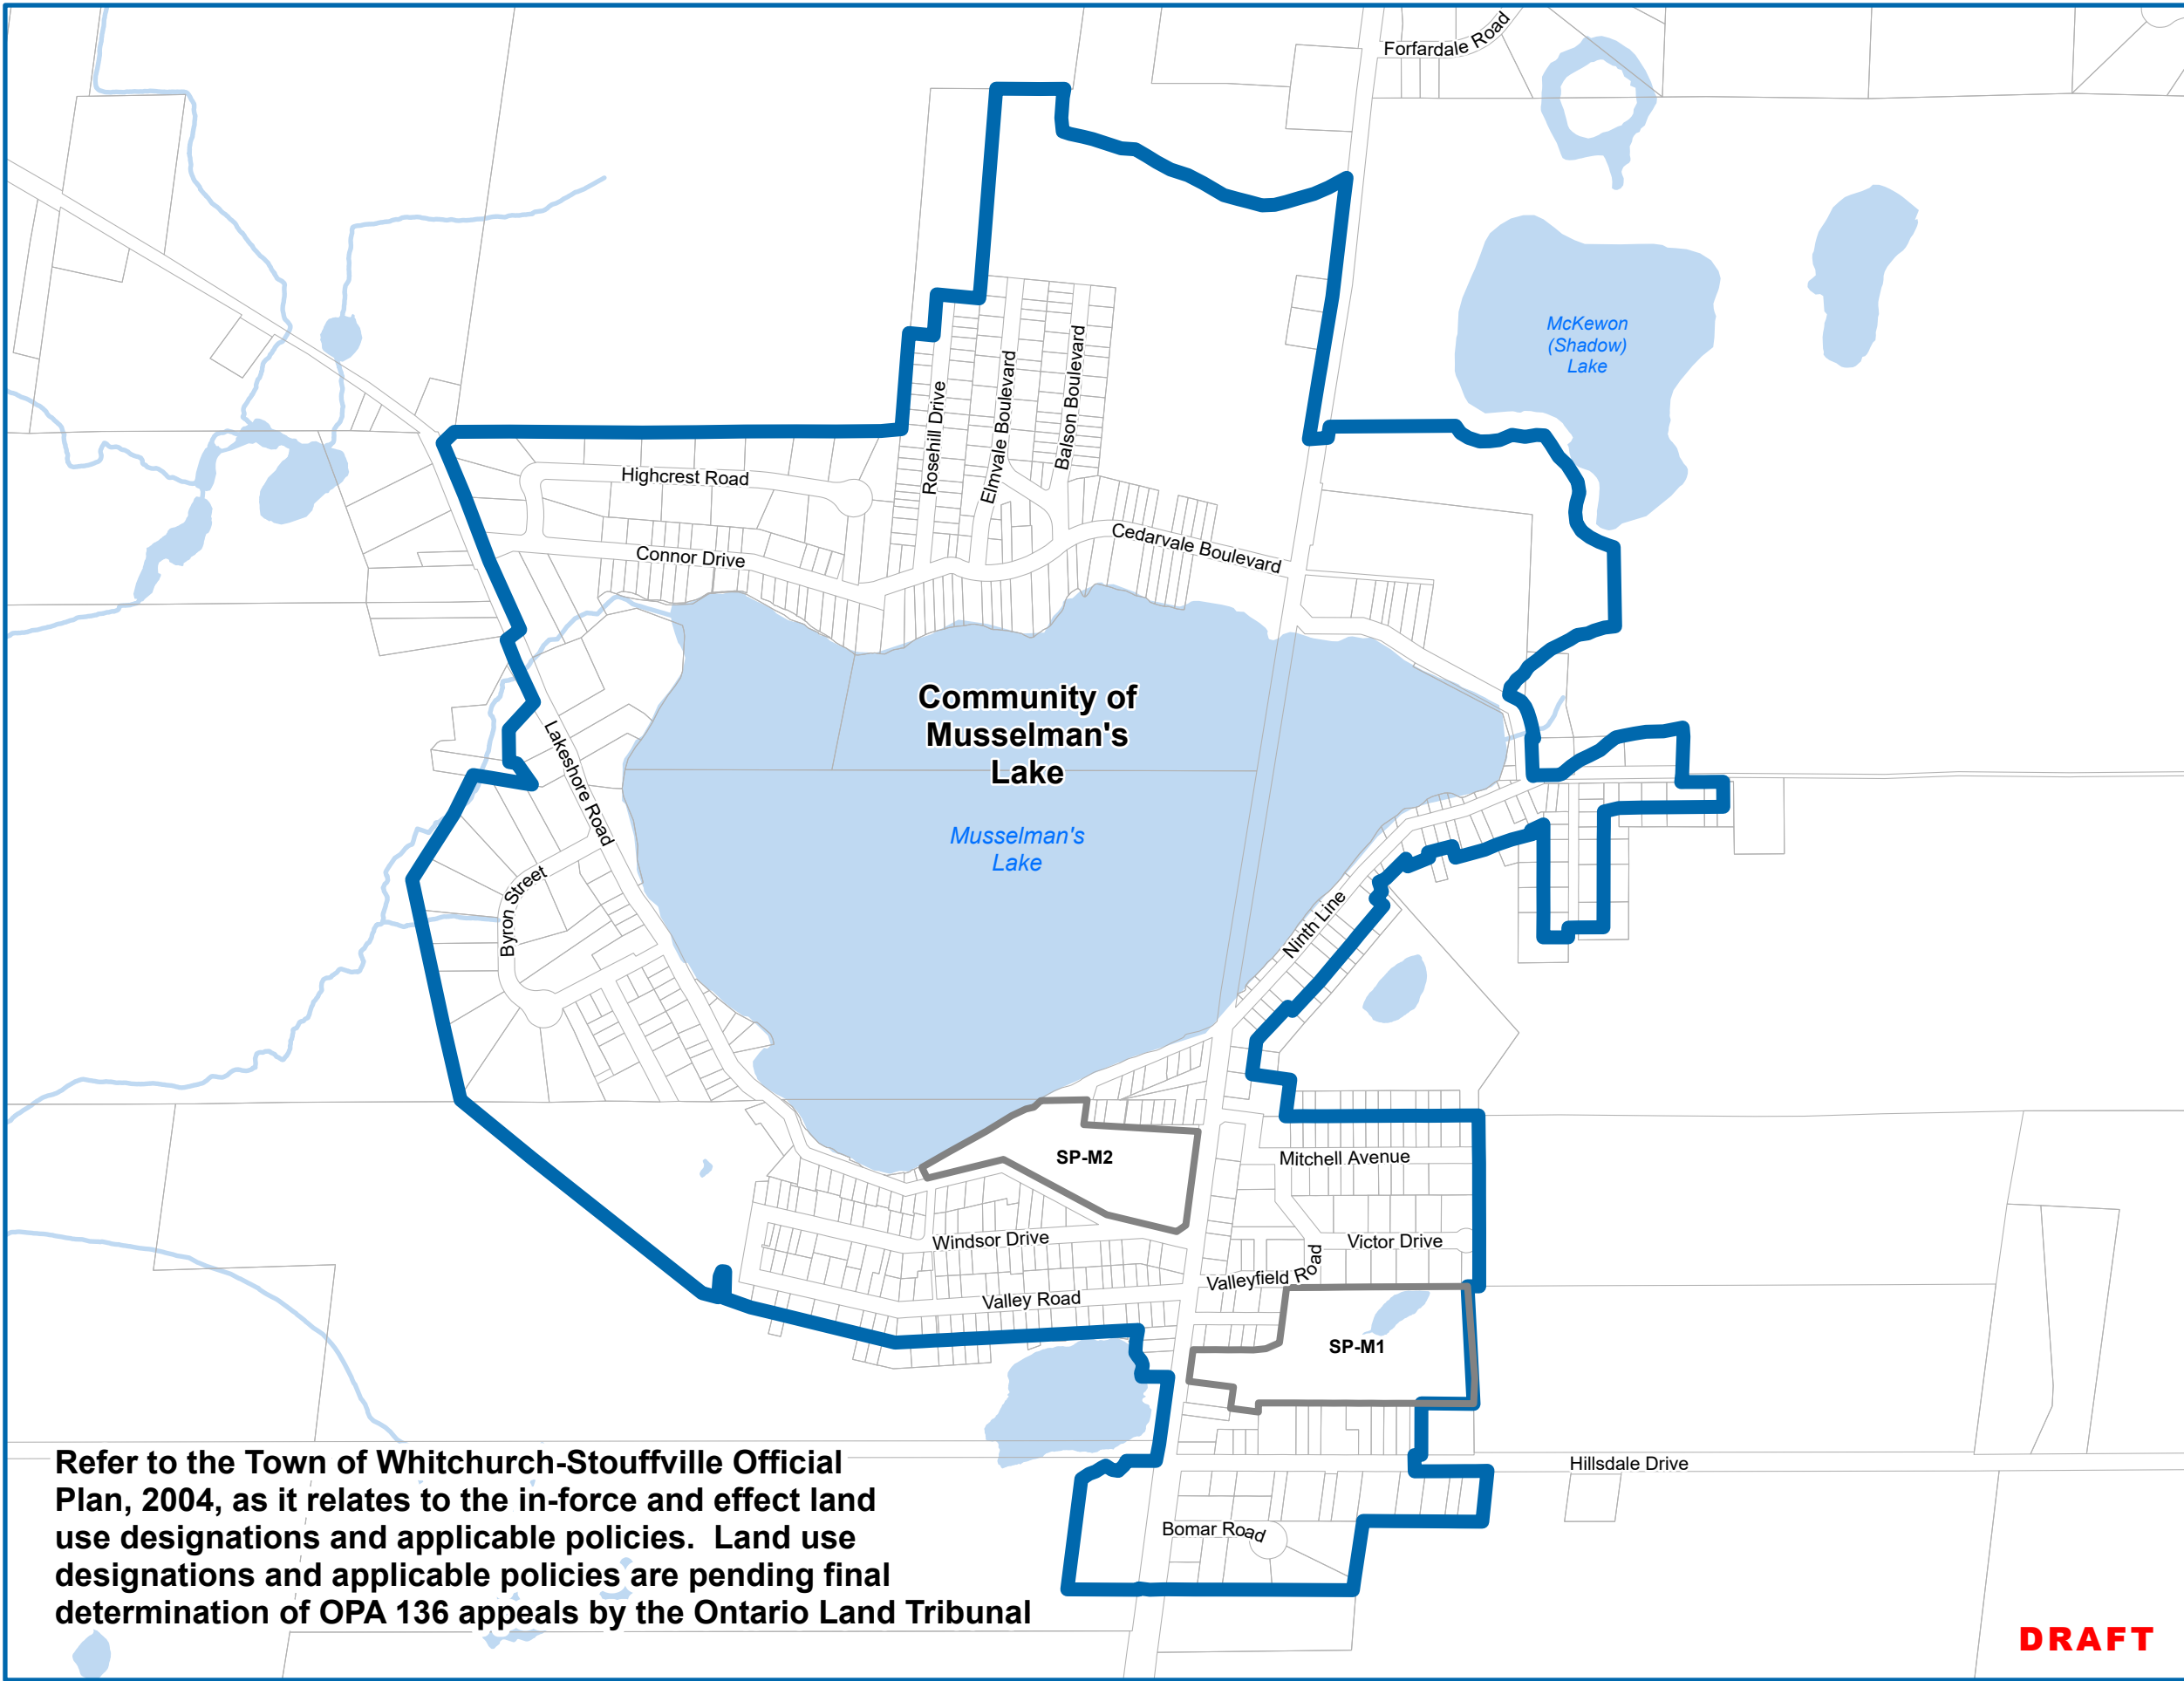 Forfardale Road
McKewon
(Shadow)
Lake
Rosehill Drive
Elmvale Boulevard
Balson Boulevard
Highcrest Road
Cedarvale Boulevard
Connor Drive
Community of
Musselman's
Lake
Lakeshore Road
Musselman's
Lake
Byron Street
Ninth Line
SP-M2
Mitchell Avenue
Windsor Drive
Victor Drive
Valleyfield Road
Valley Road
SP-M1
Hillsdale Drive
Bomar Road
Refer to the Town of Whitchurch-Stouffville Official
Plan, 2004, as it relates to the in-force and effect land
use designations and applicable policies.  Land use
designations and applicable policies are pending final
determination of OPA 136 appeals by the Ontario Land Tribunal
DRAFT